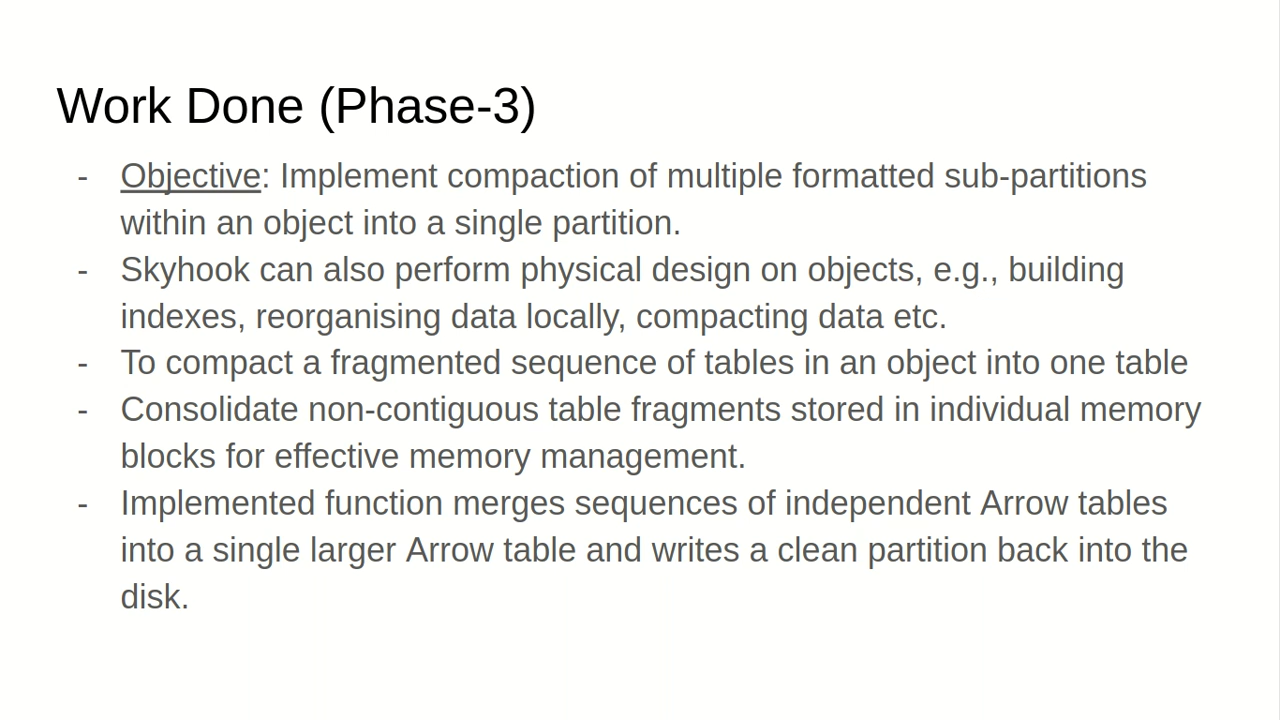 Work Done (Phase-3)
- Objective: Implement compaction of multiple formatted sub-partitions
within an object into a single partition.
- Skyhook can also perform physical design on objects, e.g., building
indexes, reorganising data locally, compacting data etc.
- To compact a fragmented sequence of tables in an object into one table
- Consolidate non-contiguous table fragments stored in individual memory
blocks for effective memory management.
- Implemented function merges sequences of independent Arrow tables
into a single larger Arrow table and writes a clean partition back into the
disk.